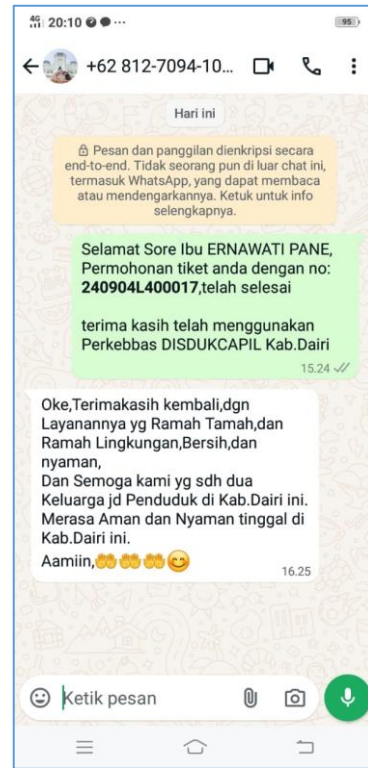 4G 20:10 ... 95
+62 812-7094-10...
Hari ini
Pesan dan panggilan dienkripsi secara
end-to-end. Tidak seorang pun di luar chat ini,
termasuk WhatsApp, yang dapat membaca
atau mendengarkannya. Ketuk untuk info
selengkapnya.
Selamat Sore Ibu ERNAWATI PANE,
Permohonan tiket anda dengan no:
240904L400017,telah selesai
terima kasih telah menggunakan
Perkebbas DISDUKCAPIL Kab.Dairi
15.24
Oke,Terimakasih kembali,dgn
Layanannya yg Ramah Tamah,dan
Ramah Lingkungan,Bersih,dan
nyaman,
Dan Semoga kami yg sdh dua
Keluarga jd Penduduk di Kab.Dairi ini.
Merasa Aman dan Nyaman tinggal di
Kab.Dairi ini.
Aamiin,🤲🤲🤲😊
16.25
Ketik pesan